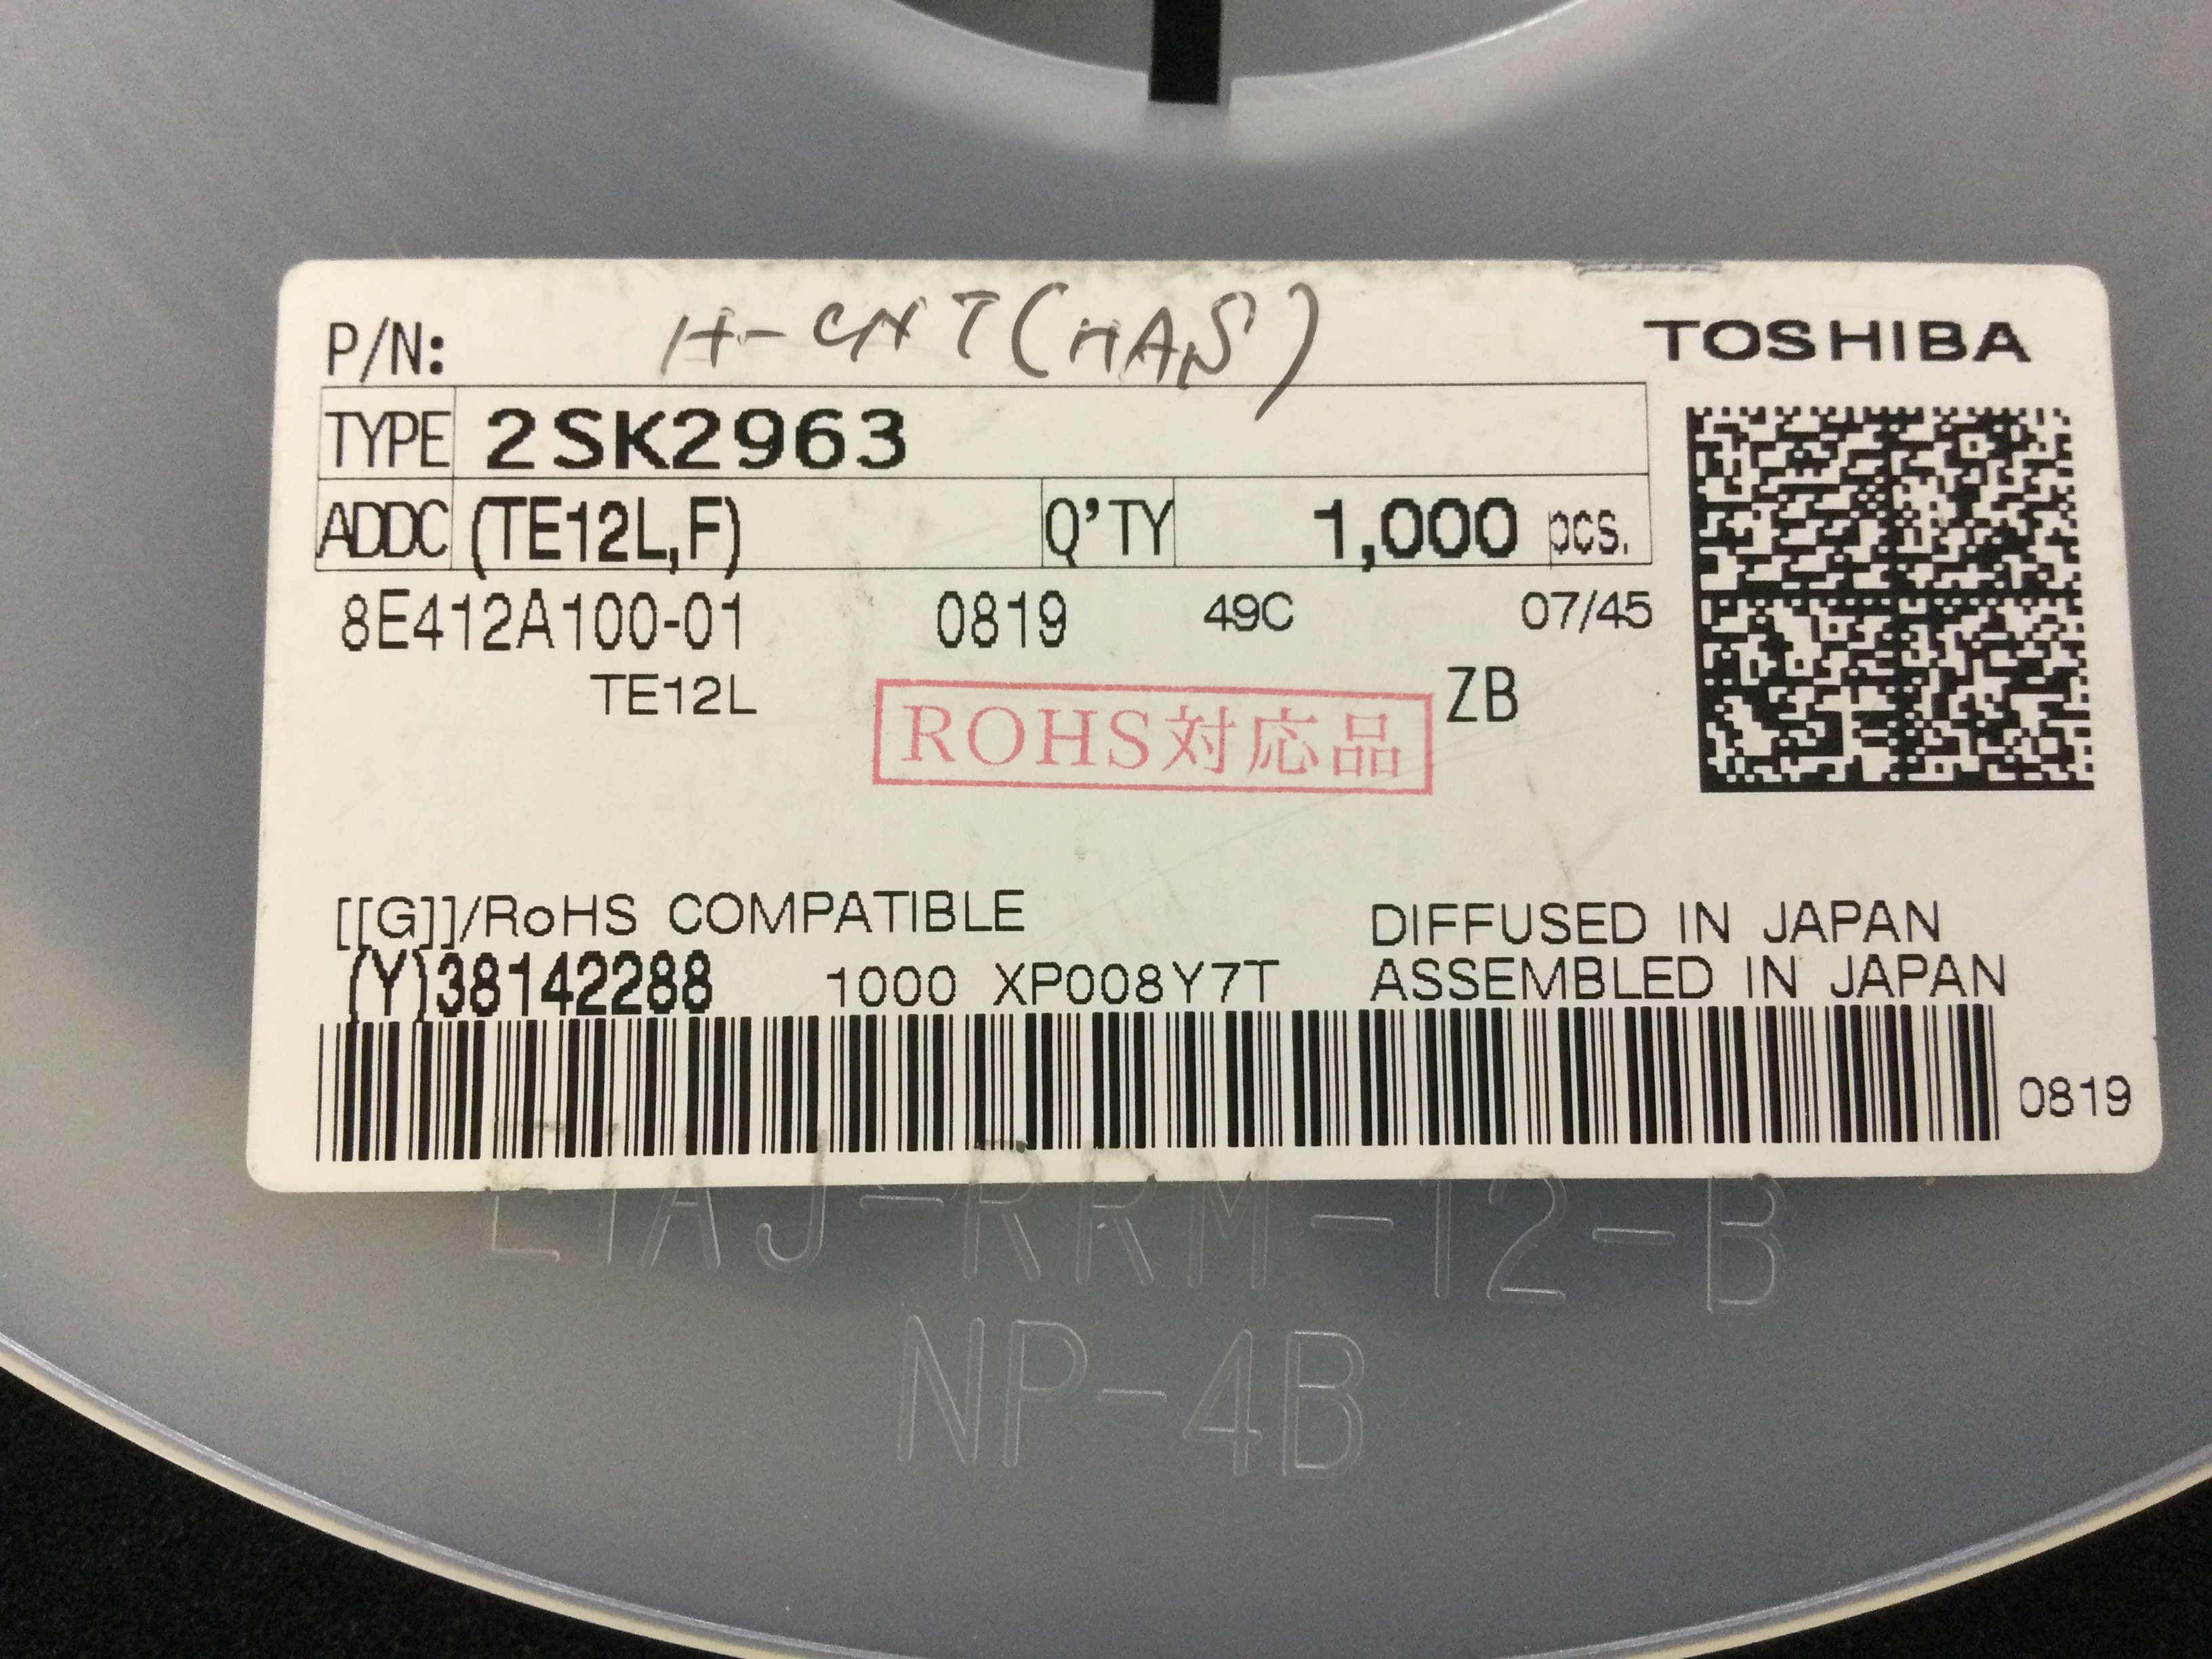 P/N:
TOSHIBA
TYPE 2SK2963
ADDC (TE12L,F) Q'TY 1,000 pcs.
8E412A100-01 0819 49C 07/45
TE12L ZB
ROHS対応品
[[G]]/RoHS COMPATIBLE DIFFUSED IN JAPAN
(Y)38142288 1000 XP008Y7T ASSEMBLED IN JAPAN
0819
EIAJ-RRM-12-B
NP-4B